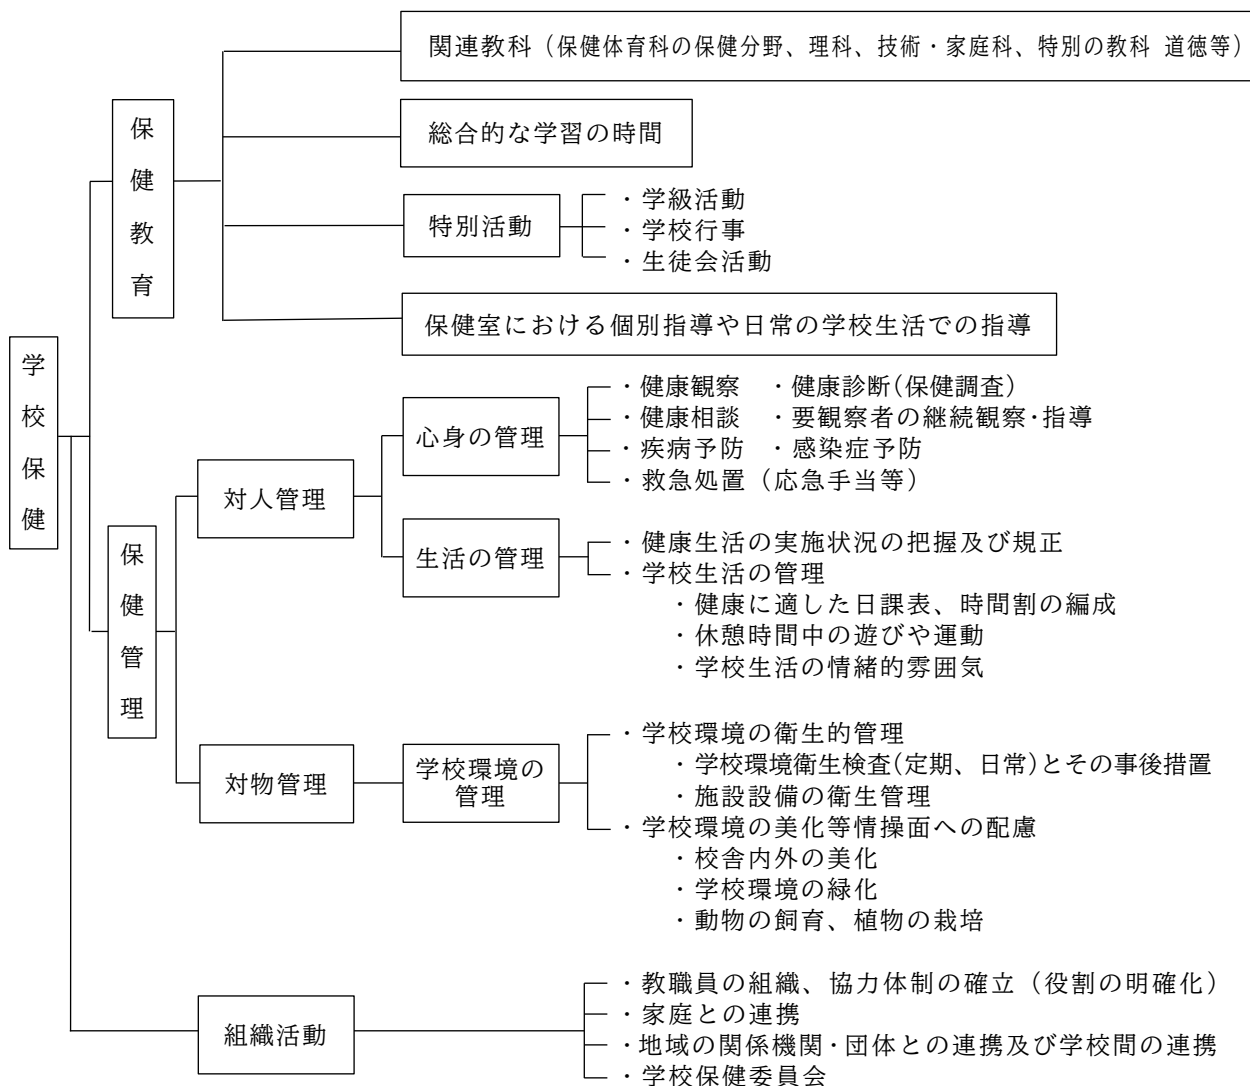 学校保健
保健教育
関連教科（保健体育科の保健分野、理科、技術・家庭科、特別の教科 道徳等）
総合的な学習の時間
特別活動
・学級活動
・学校行事
・生徒会活動
保健室における個別指導や日常の学校生活での指導
保健管理
対人管理
心身の管理
・健康観察　・健康診断(保健調査）
・健康相談　・要観察者の継続観察･指導
・疾病予防　・感染症予防
・救急処置（応急手当等）
生活の管理
・健康生活の実施状況の把握及び規正
・学校生活の管理
・健康に適した日課表、時間割の編成
・休憩時間中の遊びや運動
・学校生活の情緒的雰囲気
対物管理
学校環境の
管理
・学校環境の衛生的管理
・学校環境衛生検査(定期、日常)とその事後措置
・施設設備の衛生管理
・学校環境の美化等情操面への配慮
・校舎内外の美化
・学校環境の緑化
・動物の飼育、植物の栽培
組織活動
・教職員の組織、協力体制の確立（役割の明確化）
・家庭との連携
・地域の関係機関･団体との連携及び学校間の連携
・学校保健委員会